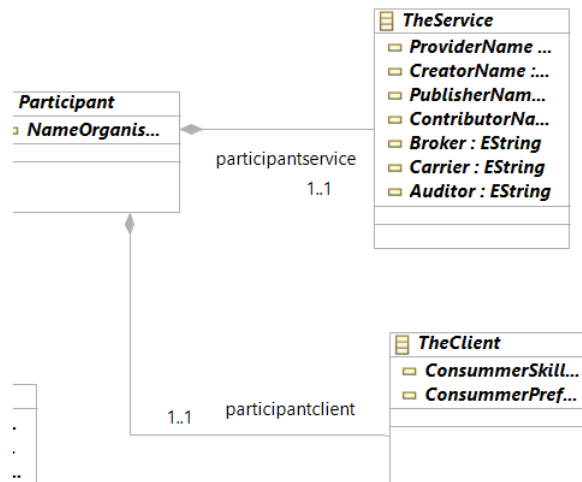 TheService
ProviderName ...
CreatorName :...
PublisherNam...
ContributorNa...
Broker : EString
Carrier : EString
Auditor : EString
Participant
NameOrganis...
participantservice
1..1
TheClient
ConsummerSkill...
ConsummerPref...
participantclient
1..1